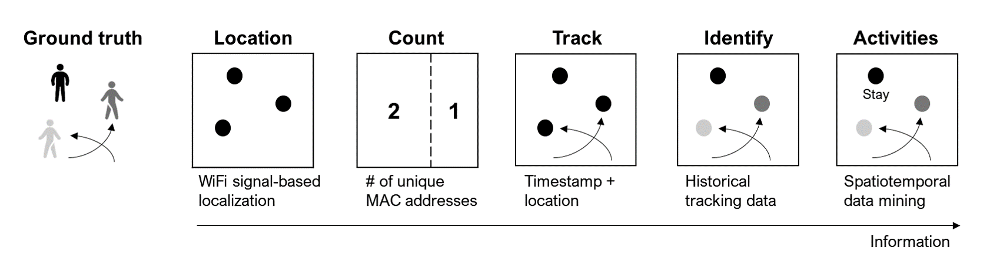 Ground truth
Location
Count
Track
Identify
Activities
2
1
Stay
WiFi signal-based
localization
# of unique
MAC addresses
Timestamp +
location
Historical
tracking data
Spatiotemporal
data mining
Information